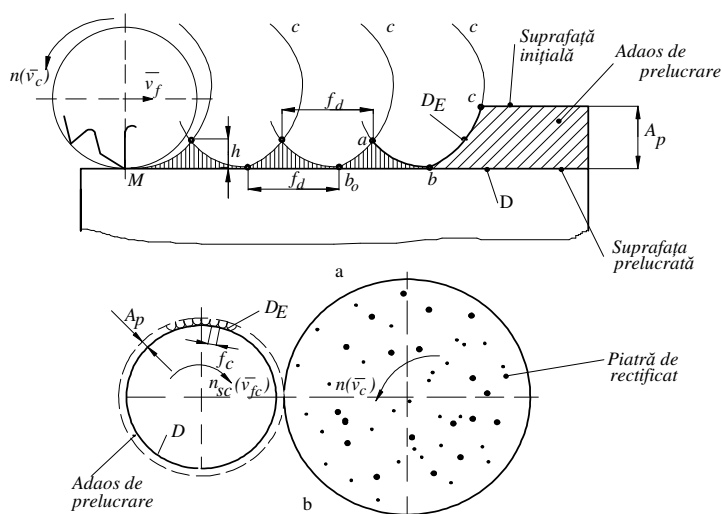 c
c
c
Suprafață
inițială
Adaos de
prelucrare
n(v̄c)
v̄f
fd
DE
c
h
a
Ap
M
fd
bo
b
D
Suprafața
prelucrată
a
Ap
DE
fc
nsc(v̄fc)
n(v̄c)
Piatră de
rectificat
D
Adaos de
prelucrare
b